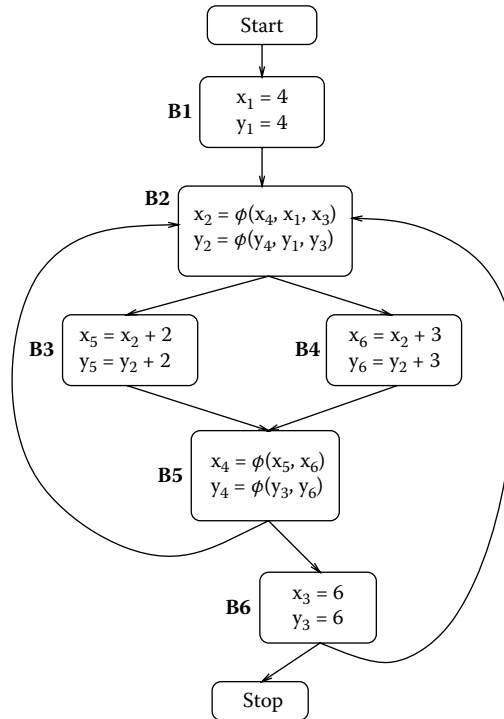 Start
B1
x₁ = 4
y₁ = 4
B2
x₂ = ϕ(x₄, x₁, x₃)
y₂ = ϕ(y₄, y₁, y₃)
B3
x₅ = x₂ + 2
y₅ = y₂ + 2
B4
x₆ = x₂ + 3
y₆ = y₂ + 3
B5
x₄ = ϕ(x₅, x₆)
y₄ = ϕ(y₃, y₆)
B6
x₃ = 6
y₃ = 6
Stop